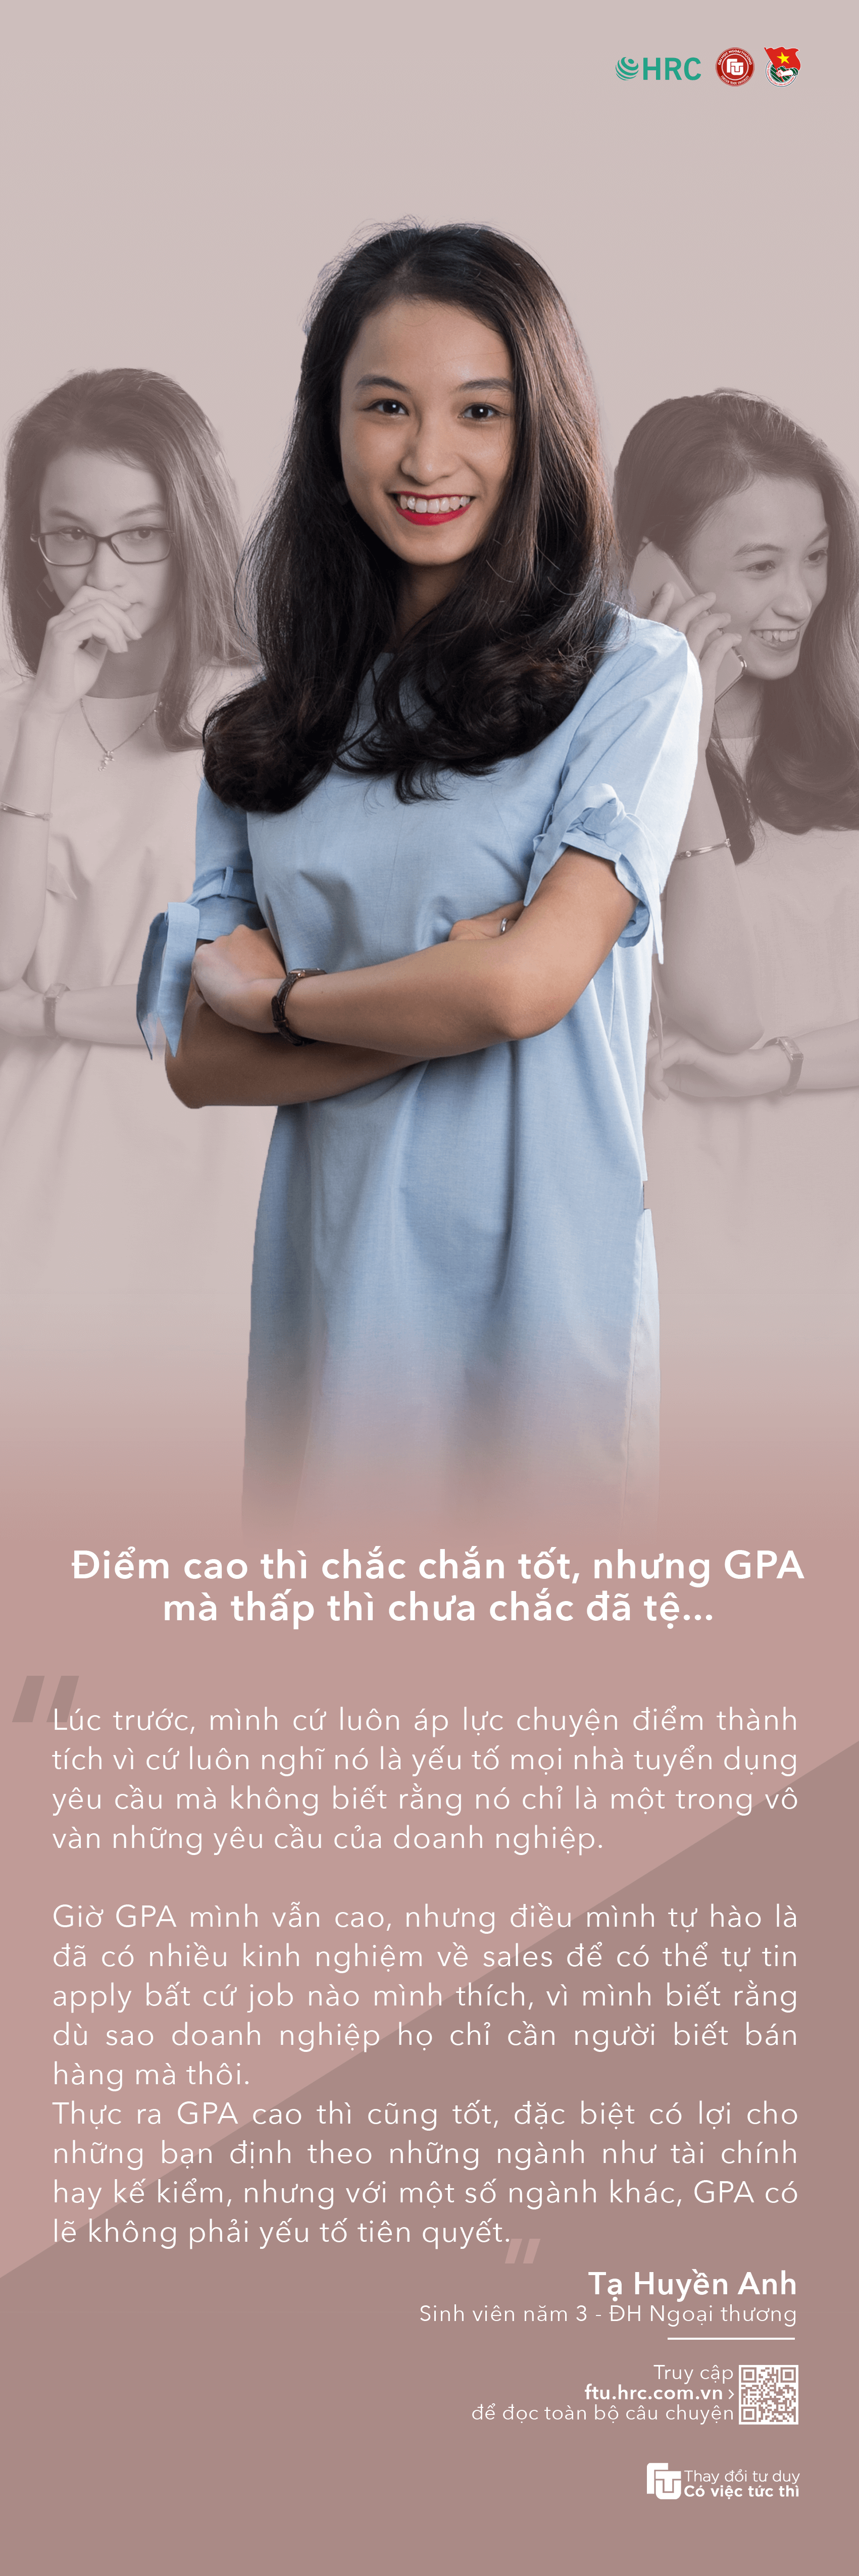 HRC
Điểm cao thì chắc chắn tốt, nhưng GPA
mà thấp thì chưa chắc đã tệ...
"
Lúc trước, mình cứ luôn áp lực chuyện điểm thành
tích vì cứ luôn nghĩ nó là yếu tố mọi nhà tuyển dụng
yêu cầu mà không biết rằng nó chỉ là một trong vô
vàn những yêu cầu của doanh nghiệp.
Giờ GPA mình vẫn cao, nhưng điều mình tự hào là
đã có nhiều kinh nghiệm về sales để có thể tự tin
apply bất cứ job nào mình thích, vì mình biết rằng
dù sao doanh nghiệp họ chỉ cần người biết bán
hàng mà thôi.
Thực ra GPA cao thì cũng tốt, đặc biệt có lợi cho
những bạn định theo những ngành như tài chính
hay kế kiểm, nhưng với một số ngành khác, GPA có
lẽ không phải yếu tố tiên quyết.
"
Tạ Huyền Anh
Sinh viên năm 3 - ĐH Ngoại thương
Truy cập
ftu.hrc.com.vn ›
để đọc toàn bộ câu chuyện
Thay đổi tư duy
Có việc tức thì